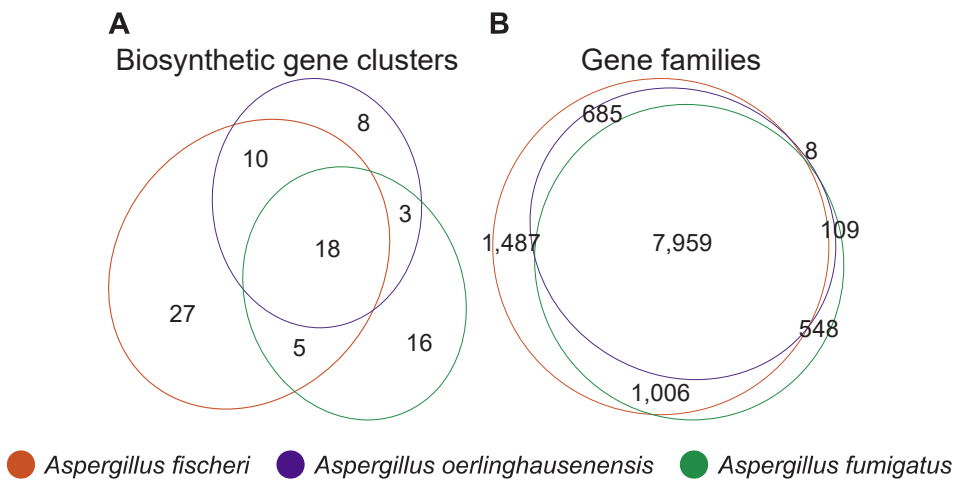 A
Biosynthetic gene clusters
8
10
3
18
27
5
16
B
Gene families
685
8
1,487
7,959
109
548
1,006
Aspergillus fischeri
Aspergillus oerlinghausenensis
Aspergillus fumigatus